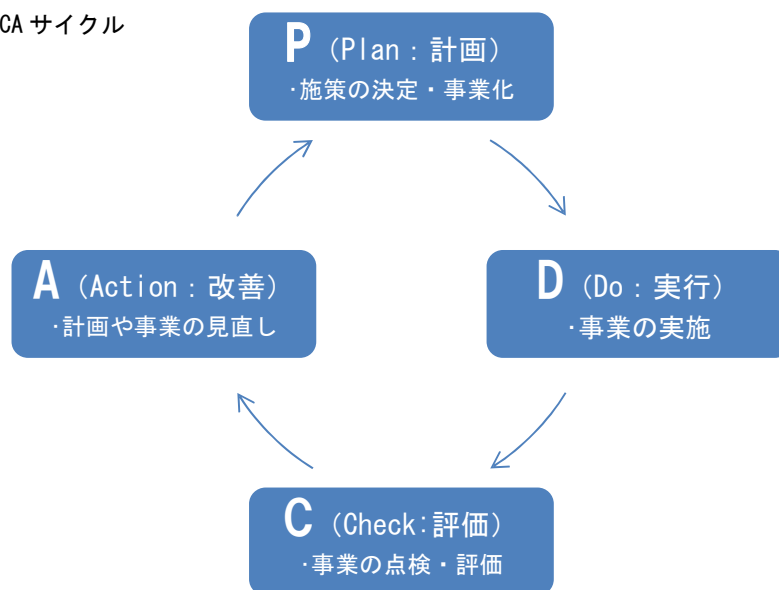 CA サイクル
P（Plan：計画）
･施策の決定・事業化
A（Action：改善）
･計画や事業の見直し
D（Do：実行）
･事業の実施
C（Check:評価）
･事業の点検・評価